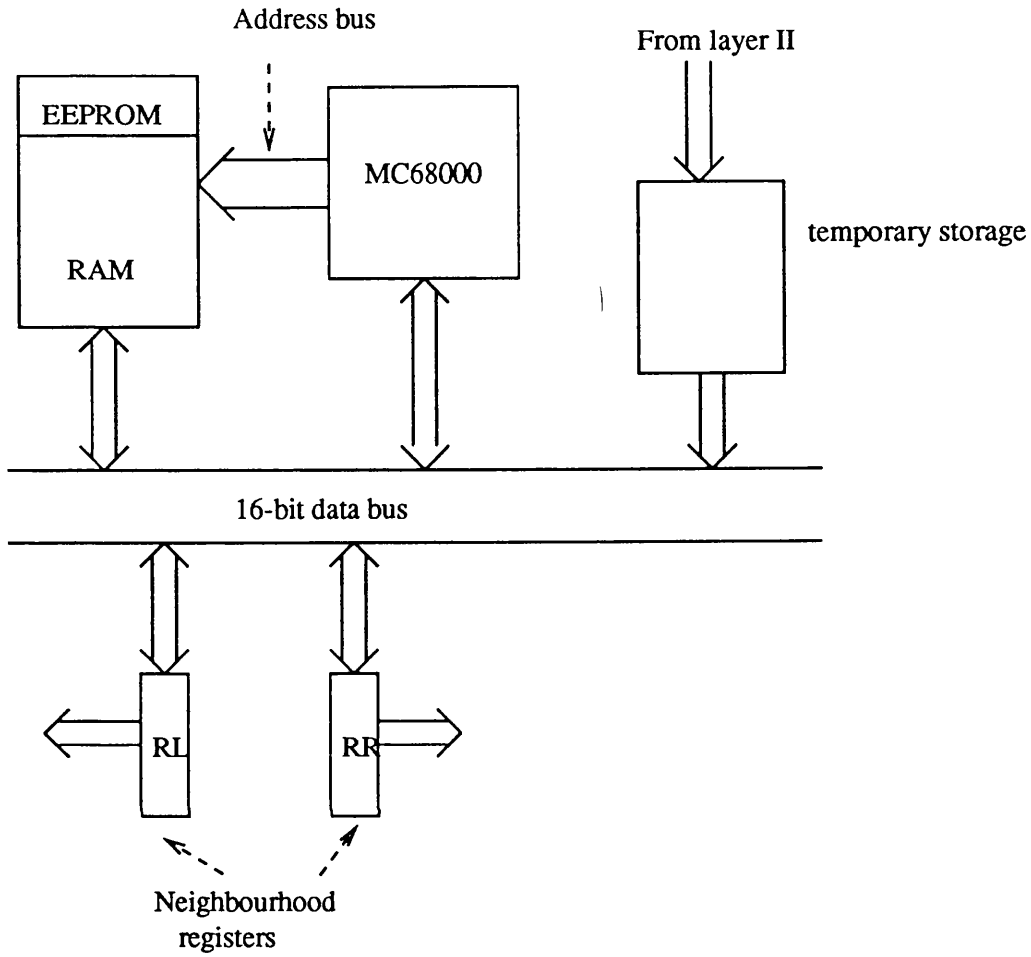 Address bus
From layer II
EEPROM
MC68000
temporary storage
RAM
16-bit data bus
RL
RR
Neighbourhood
registers